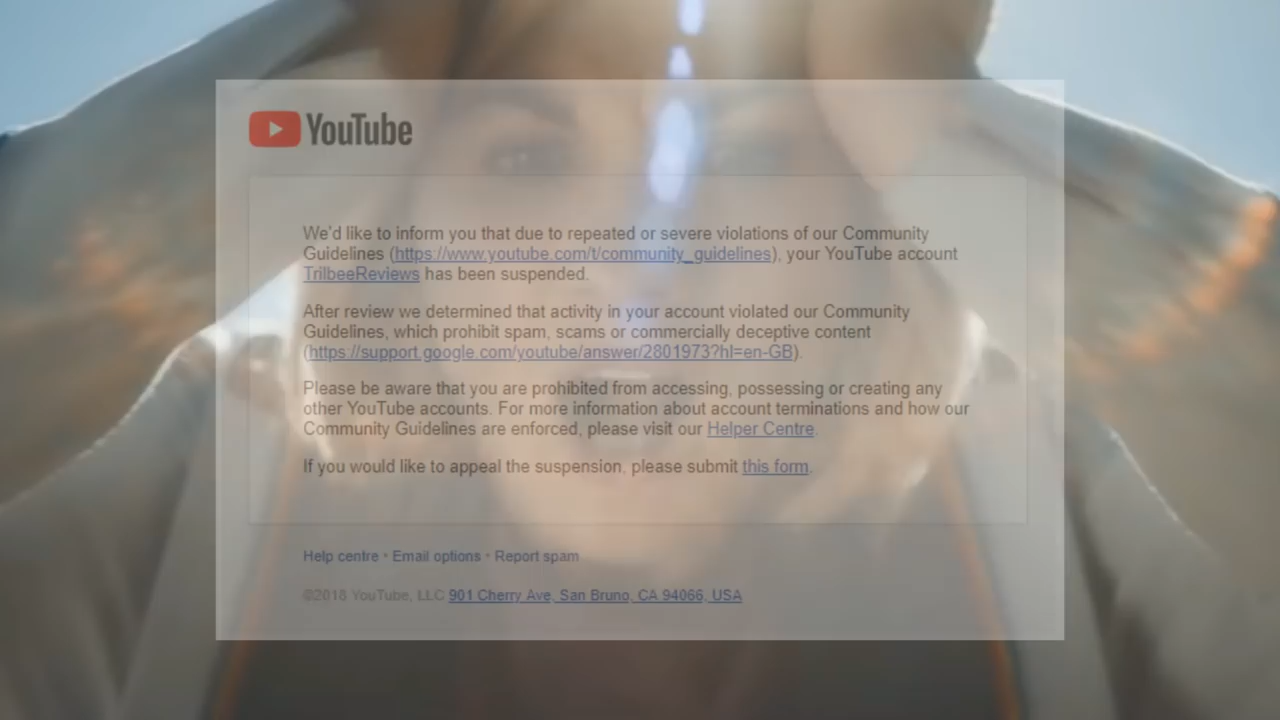 YouTube
We'd like to inform you that due to repeated or severe violations of our Community
Guidelines (https://www.youtube.com/t/community_guidelines), your YouTube account
TrilbeeReviews has been suspended.
After review we determined that activity in your account violated our Community
Guidelines, which prohibit spam, scams or commercially deceptive content
(https://support.google.com/youtube/answer/2801973?hl=en-GB).
Please be aware that you are prohibited from accessing, possessing or creating any
other YouTube accounts. For more information about account terminations and how our
Community Guidelines are enforced, please visit our Helper Centre.
If you would like to appeal the suspension, please submit this form.
Help centre • Email options • Report spam
©2018 YouTube, LLC 901 Cherry Ave, San Bruno, CA 94066, USA